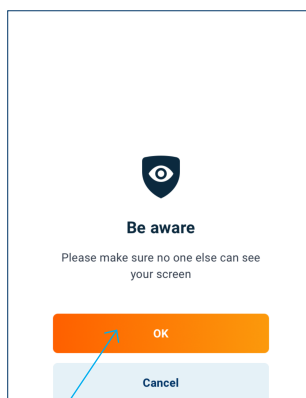 Be aware
Please make sure no one else can see
your screen
OK
Cancel